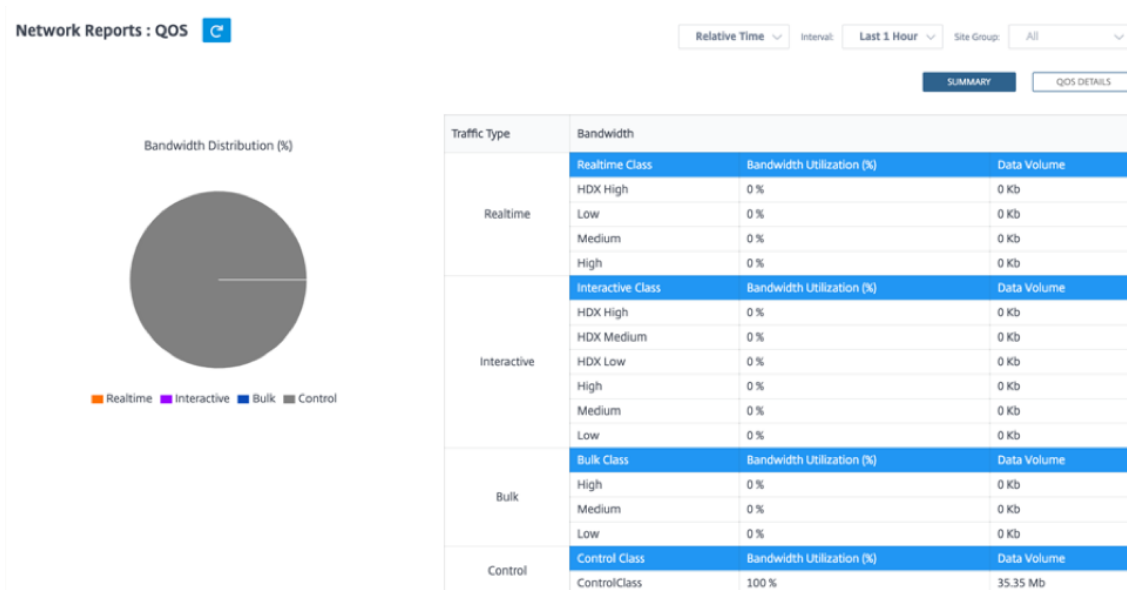 Network Reports : QOS
Relative Time Interval: Last 1 Hour Site Group: All
SUMMARY QOS DETAILS
Bandwidth Distribution (%)
Realtime Interactive Bulk Control
Traffic Type Bandwidth
Realtime
Realtime Class Bandwidth Utilization (%) Data Volume
HDX High 0 % 0 Kb
Low 0 % 0 Kb
Medium 0 % 0 Kb
High 0 % 0 Kb
Interactive
Interactive Class Bandwidth Utilization (%) Data Volume
HDX High 0 % 0 Kb
HDX Medium 0 % 0 Kb
HDX Low 0 % 0 Kb
High 0 % 0 Kb
Medium 0 % 0 Kb
Low 0 % 0 Kb
Bulk
Bulk Class Bandwidth Utilization (%) Data Volume
High 0 % 0 Kb
Medium 0 % 0 Kb
Low 0 % 0 Kb
Control
Control Class Bandwidth Utilization (%) Data Volume
ControlClass 100 % 35.35 Mb